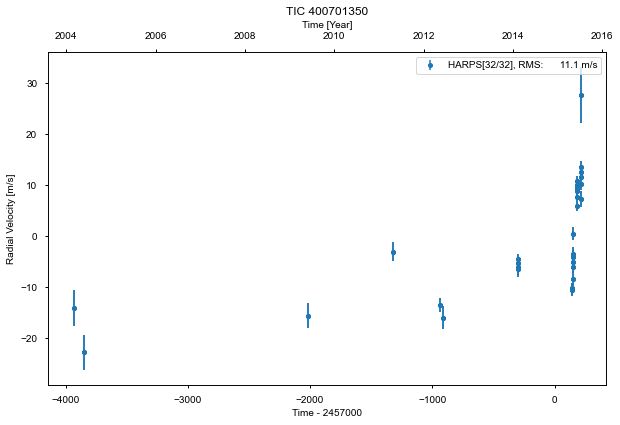 TIC 400701350
Time [Year]
2004 2006 2008 2010 2012 2014 2016
HARPS[32/32], RMS: 11.1 m/s
Radial Velocity [m/s]
30
20
10
0
−10
−20
−4000 −3000 −2000 −1000 0
Time - 2457000